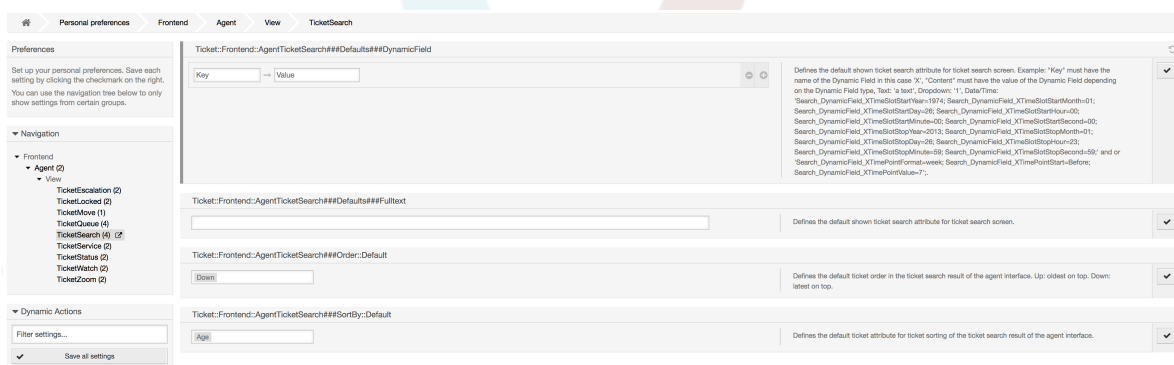 Personal preferences Frontend Agent View TicketSearch
Preferences
Set up your personal preferences. Save each
setting by clicking the checkmark on the right.
You can use the navigation tree below to only
show settings from certain groups.
Navigation
Frontend
Agent (2)
View
TicketEscalation (2)
TicketLocked (2)
TicketMove (1)
TicketQueue (4)
TicketSearch (4)
TicketService (2)
TicketStatus (2)
TicketWatch (2)
TicketZoom (2)
Dynamic Actions
Filter settings...
Save all settings
Ticket::Frontend::AgentTicketSearch###Defaults###DynamicField
Key → Value
Defines the default shown ticket search attribute for ticket search screen. Example: "Key" must have the
name of the Dynamic Field in this case 'X', "Content" must have the value of the Dynamic Field depending
on the Dynamic Field type, Text: 'a text', Dropdown: '1', Date/Time:
'Search_DynamicField_XTimeSlotStartYear=1974; Search_DynamicField_XTimeSlotStartMonth=01;
Search_DynamicField_XTimeSlotStartDay=26; Search_DynamicField_XTimeSlotStartHour=00;
Search_DynamicField_XTimeSlotStartMinute=00; Search_DynamicField_XTimeSlotStartSecond=00;
Search_DynamicField_XTimeSlotStopYear=2013; Search_DynamicField_XTimeSlotStopMonth=01;
Search_DynamicField_XTimeSlotStopDay=26; Search_DynamicField_XTimeSlotStopHour=23;
Search_DynamicField_XTimeSlotStopMinute=59; Search_DynamicField_XTimeSlotStopSecond=59;' and or
'Search_DynamicField_XTimePointFormat=week; Search_DynamicField_XTimePointStart=Before;
Search_DynamicField_XTimePointValue=7';.
Ticket::Frontend::AgentTicketSearch###Defaults###Fulltext
Defines the default shown ticket search attribute for ticket search screen.
Ticket::Frontend::AgentTicketSearch###Order::Default
Down
Defines the default ticket order in the ticket search result of the agent interface. Up: oldest on top. Down:
latest on top.
Ticket::Frontend::AgentTicketSearch###SortBy::Default
Age
Defines the default ticket attribute for ticket sorting of the ticket search result of the agent interface.